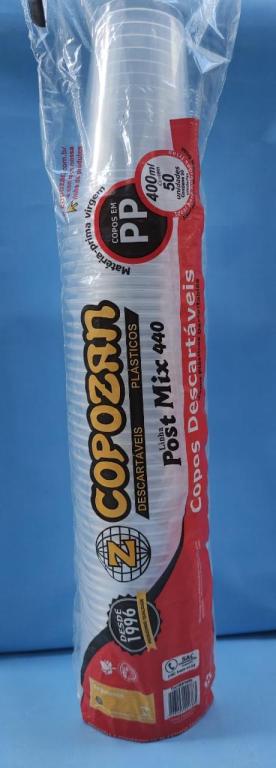 Matéria-prima virgem
COPOS EM
PP
400ml
50
unidades
COPOZAN
DESCARTÁVEIS PLÁSTICOS
Linha
Post Mix 440
Copos Descartáveis
DESDE
1996
SAC